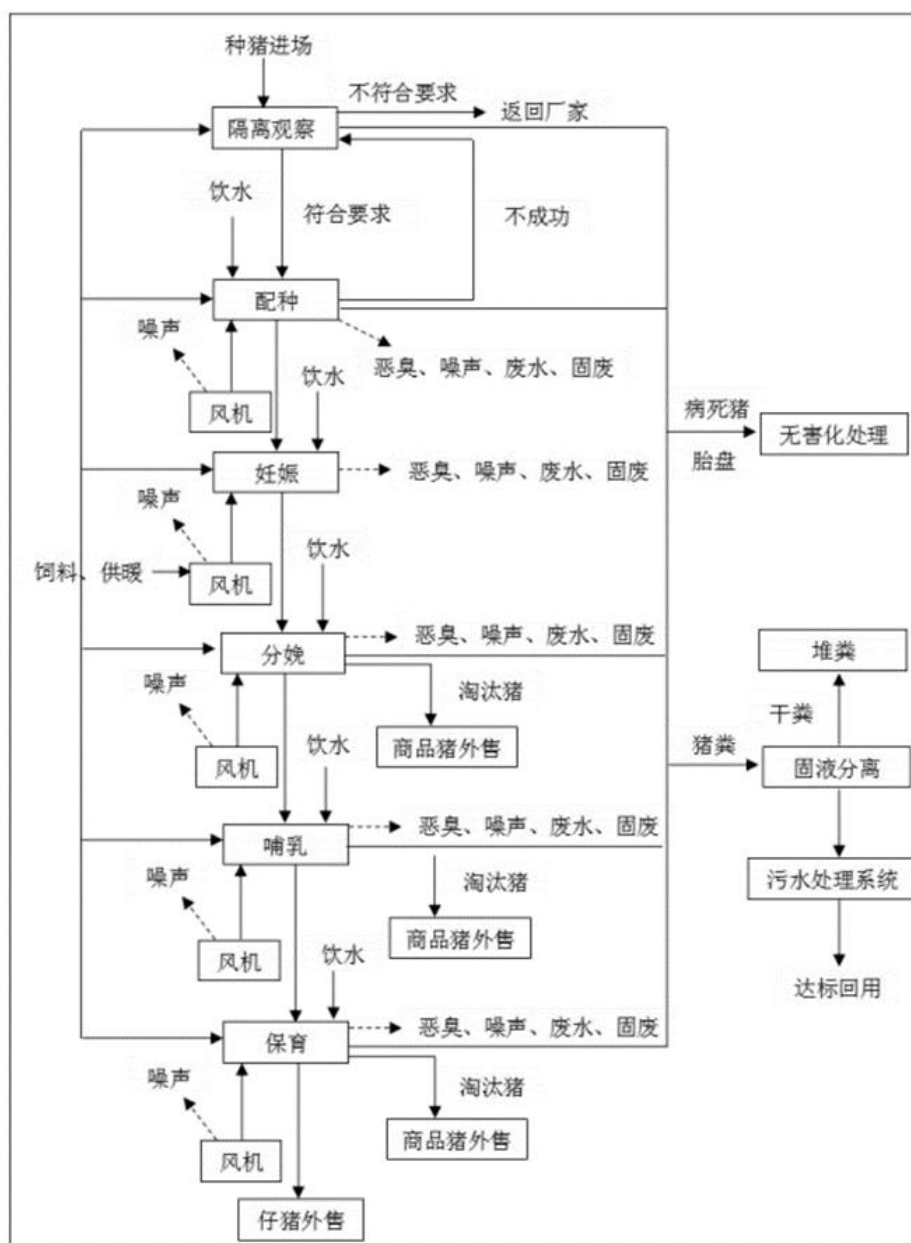 种猪进场
不符合要求
返回厂家
隔离观察
饮水
符合要求
不成功
配种
噪声
恶臭、噪声、废水、固废
饮水
风机
病死猪
无害化处理
胎盘
妊娠
恶臭、噪声、废水、固废
噪声
饮水
饲料、供暖
风机
恶臭、噪声、废水、固废
分娩
堆粪
噪声
淘汰猪
干粪
商品猪外售
猪粪
固液分离
风机
饮水
恶臭、噪声、废水、固废
哺乳
噪声
淘汰猪
污水处理系统
商品猪外售
风机
饮水
达标回用
恶臭、噪声、废水、固废
保育
噪声
淘汰猪
商品猪外售
风机
仔猪外售